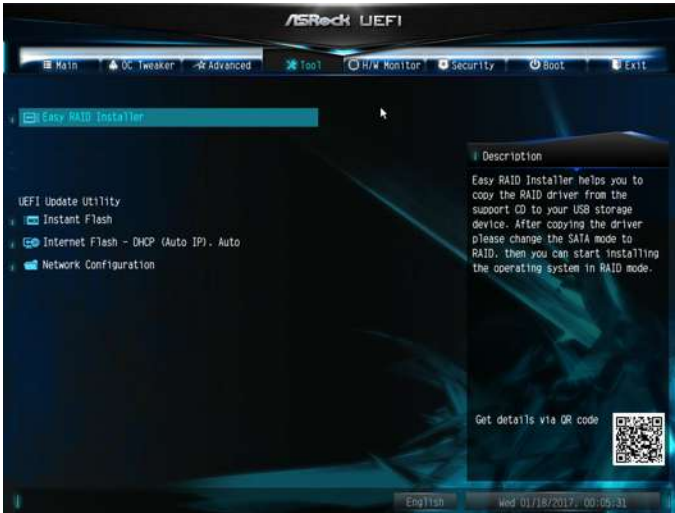 ASRock UEFI
Main OC Tweaker Advanced Tool H/W Monitor Security Boot Exit
Easy RAID Installer
UEFI Update Utility
Instant Flash
Internet Flash - DHCP (Auto IP), Auto
Network Configuration
Description
Easy RAID Installer helps you to
copy the RAID driver from the
support CD to your USB storage
device. After copying the driver
please change the SATA mode to
RAID, then you can start installing
the operating system in RAID mode.
Get details via QR code
English
Wed 01/18/2017, 00:05:31